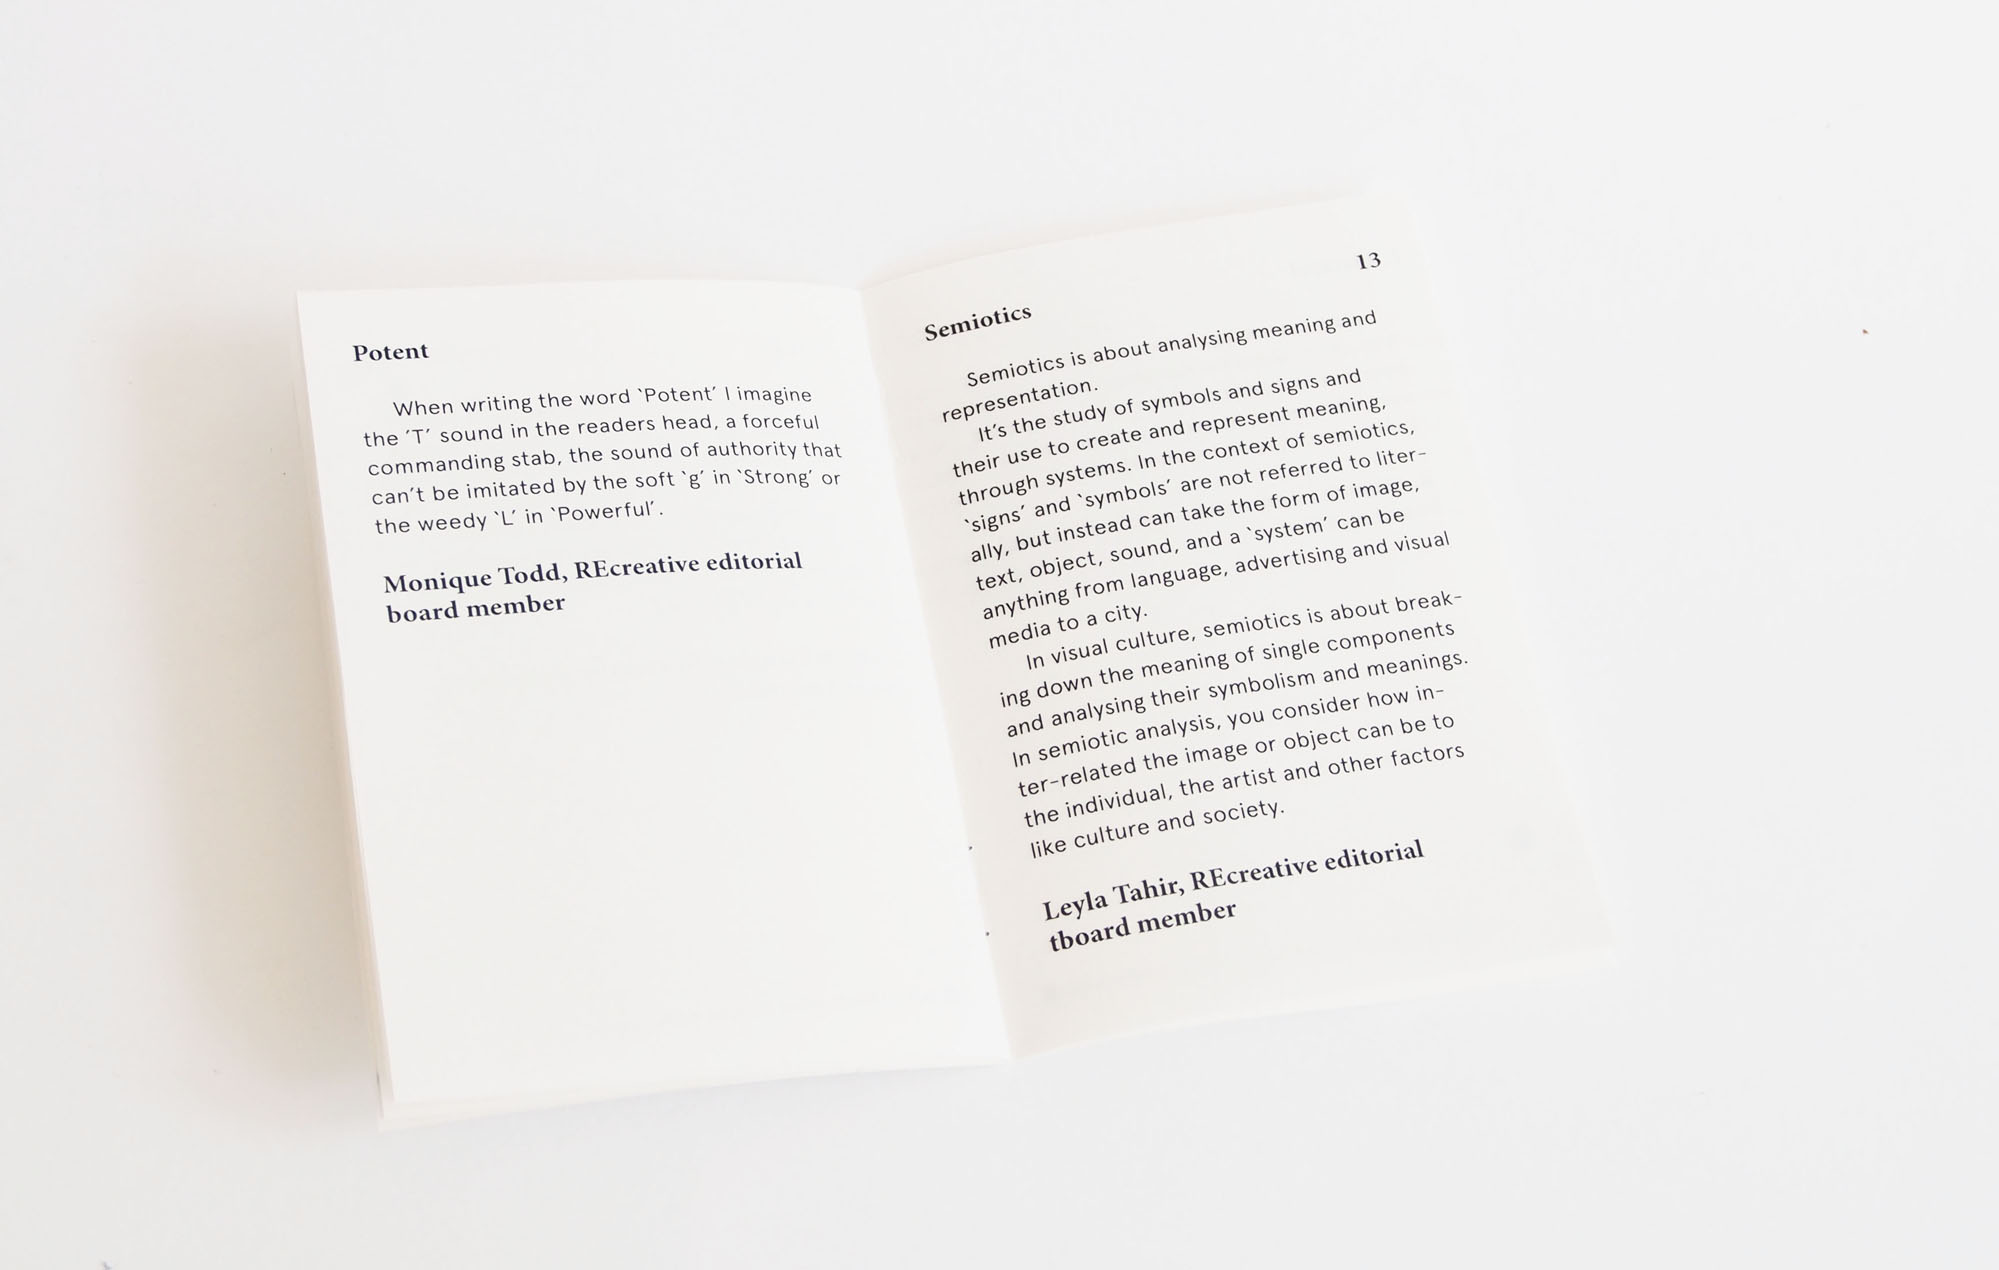 Potent
When writing the word `Potent´ I imagine
the ´T´ sound in the readers head, a forceful
commanding stab, the sound of authority that
can´t be imitated by the soft `g´ in `Strong´ or
the weedy `L´ in `Powerful´.
Monique Todd, REcreative editorial
board member
13
Semiotics
Semiotics is about analysing meaning and
representation.
It´s the study of symbols and signs and
their use to create and represent meaning,
through systems. In the context of semiotics,
`signs´ and `symbols´ are not referred to liter-
ally, but instead can take the form of image,
text, object, sound, and a `system´ can be
anything from language, advertising and visual
media to a city.
In visual culture, semiotics is about break-
ing down the meaning of single components
and analysing their symbolism and meanings.
In semiotic analysis, you consider how in-
ter-related the image or object can be to
the individual, the artist and other factors
like culture and society.
Leyla Tahir, REcreative editorial
tboard member